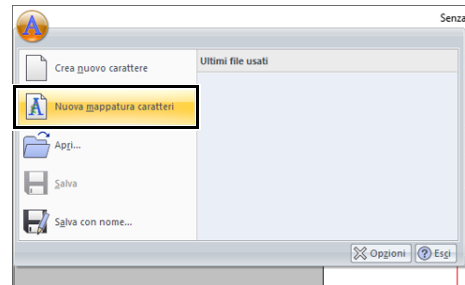 Senza
Crea nuovo carattere
Ultimi file usati
Nuova mappatura caratteri
Apri...
Salva
Salva con nome...
Opzioni
Esci